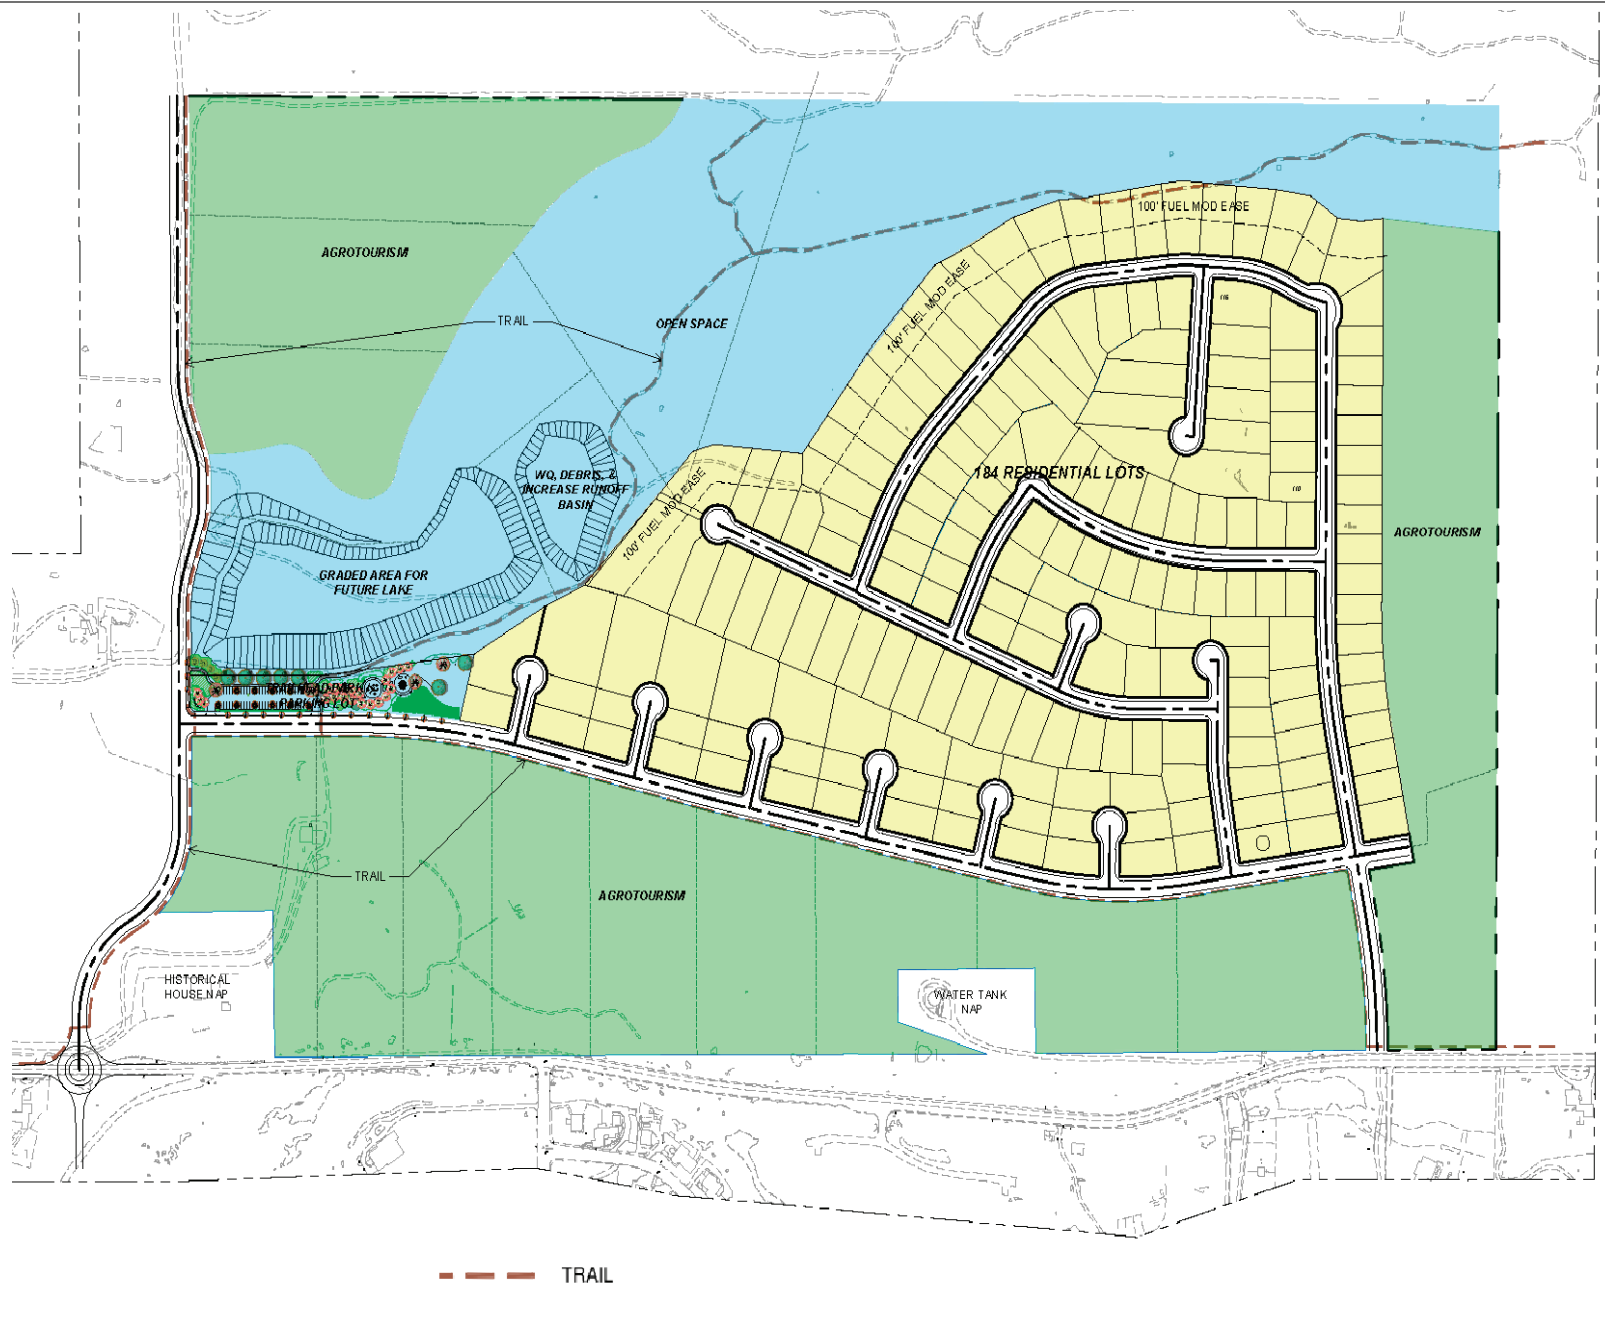 100' FUEL MOD EASE
AGROTOURISM
100' FUEL MOD EASE
TRAIL
OPEN SPACE
184 RESIDENTIAL LOTS
WQ, DEBRIS, &
INCREASE RUNOFF
BASIN
100' FUEL MOD EASE
AGROTOURISM
GRADED AREA FOR
FUTURE LAKE
PARKING LOT
TRAIL
AGROTOURISM
HISTORICAL
HOUSE NAP
WATER TANK
NAP
TRAIL